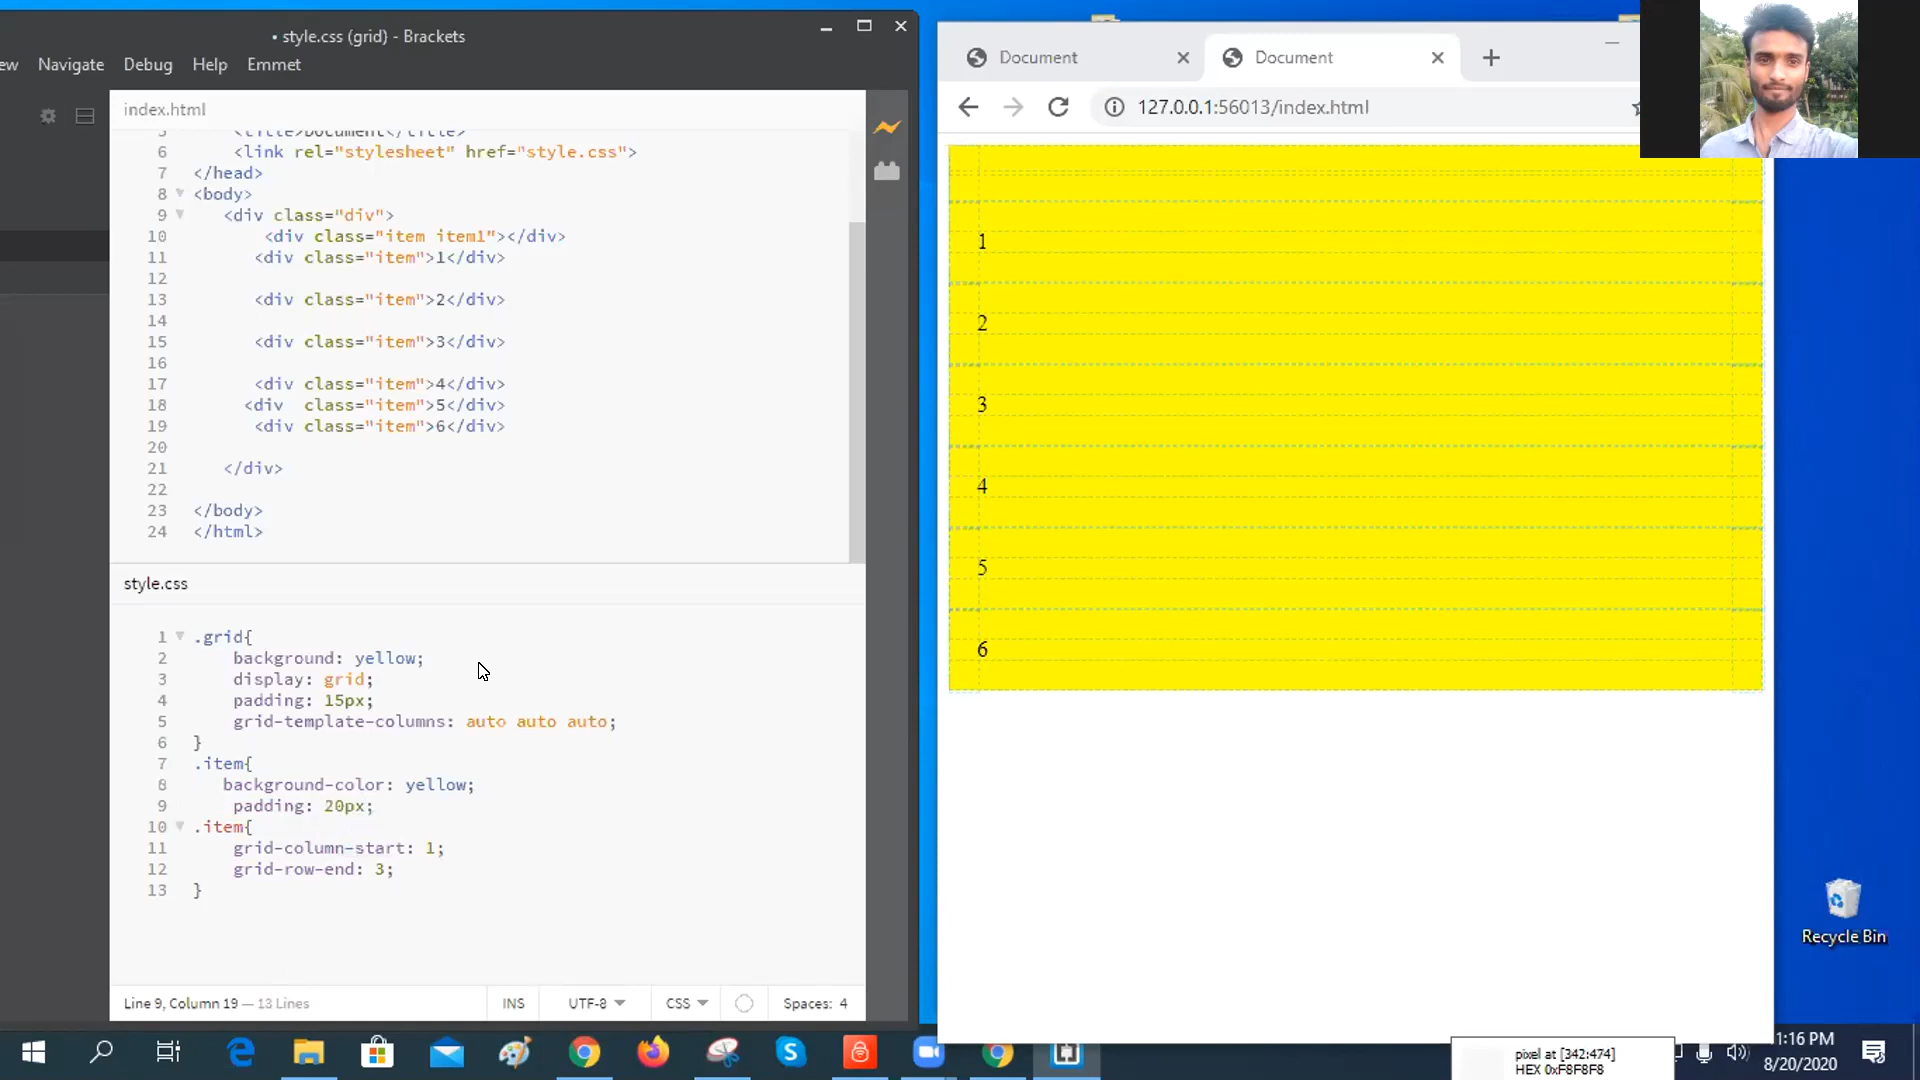 • style.css (grid) - Brackets
ew Navigate Debug Help Emmet
index.html
5 <title>Document</title>
6 <link rel="stylesheet" href="style.css">
7 </head>
8 <body>
9 <div class="div">
10 <div class="item item1"></div>
11 <div class="item">1</div>
12
13 <div class="item">2</div>
14
15 <div class="item">3</div>
16
17 <div class="item">4</div>
18 <div  class="item">5</div>
19 <div class="item">6</div>
20
21 </div>
22
23 </body>
24 </html>
style.css
1 .grid{
2 background: yellow;
3 display: grid;
4 padding: 15px;
5 grid-template-columns: auto auto auto;
6 }
7 .item{
8 background-color: yellow;
9 padding: 20px;
10 .item{
11 grid-column-start: 1;
12 grid-row-end: 3;
13 }
Line 9, Column 19 — 13 Lines
INS UTF-8 CSS Spaces: 4
Document Document
127.0.0.1:56013/index.html
1
2
3
4
5
6
Recycle Bin
pixel at [342:474]
HEX 0xF8F8F8
1:16 PM
8/20/2020